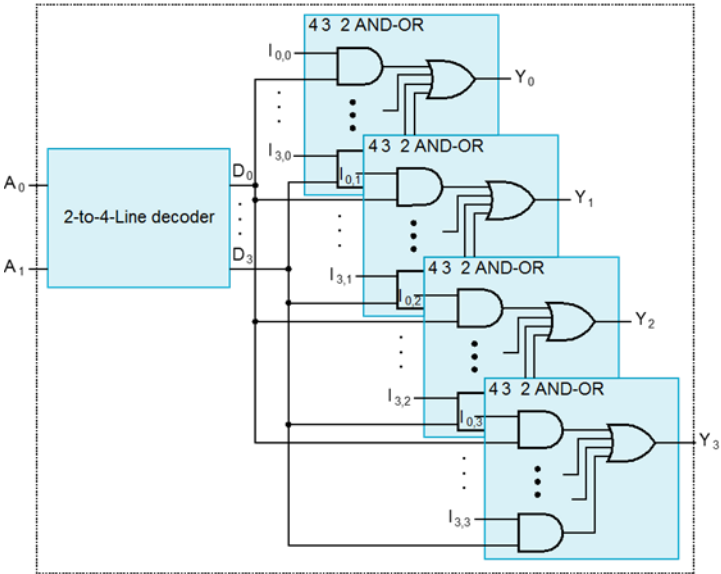 4 3 2 AND-OR
I0,0
Y0
I3,0
4 3 2 AND-OR
I0,1
Y1
A0
D0
2-to-4-Line decoder
A1
D3
I3,1
4 3 2 AND-OR
I0,2
Y2
I3,2
4 3 2 AND-OR
I0,3
Y3
I3,3